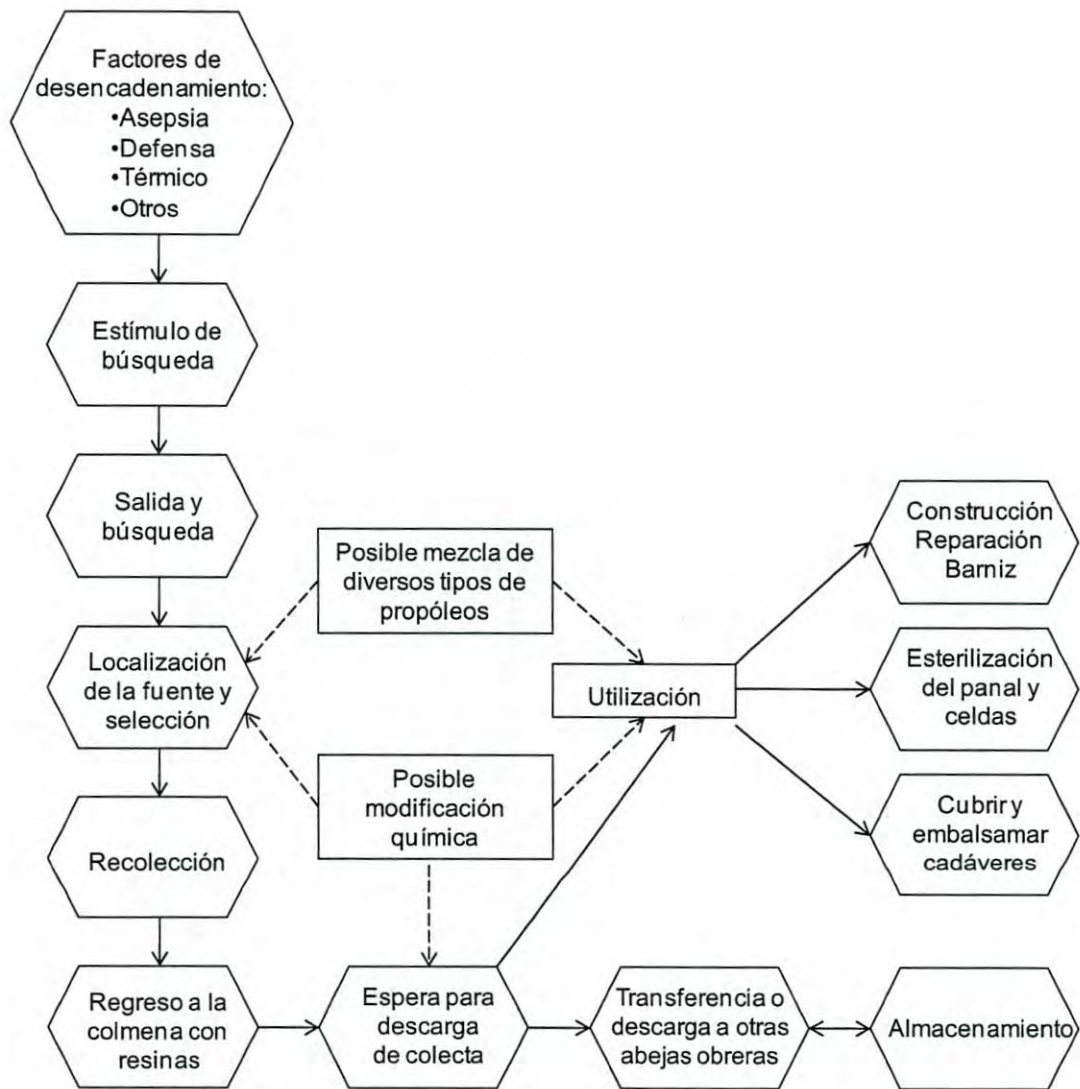 Factores de
desencadenamiento:
•Asepsia
•Defensa
•Térmico
•Otros
Estímulo de
búsqueda
Salida y
búsqueda
Localización
de la fuente y
selección
Recolección
Regreso a la
colmena con
resinas
Posible mezcla de
diversos tipos de
propóleos
Posible
modificación
química
Espera para
descarga
de colecta
Utilización
Transferencia o
descarga a otras
abejas obreras
Construcción
Reparación
Barniz
Esterilización
del panal y
celdas
Cubrir y
embalsamar
cadáveres
Almacenamiento